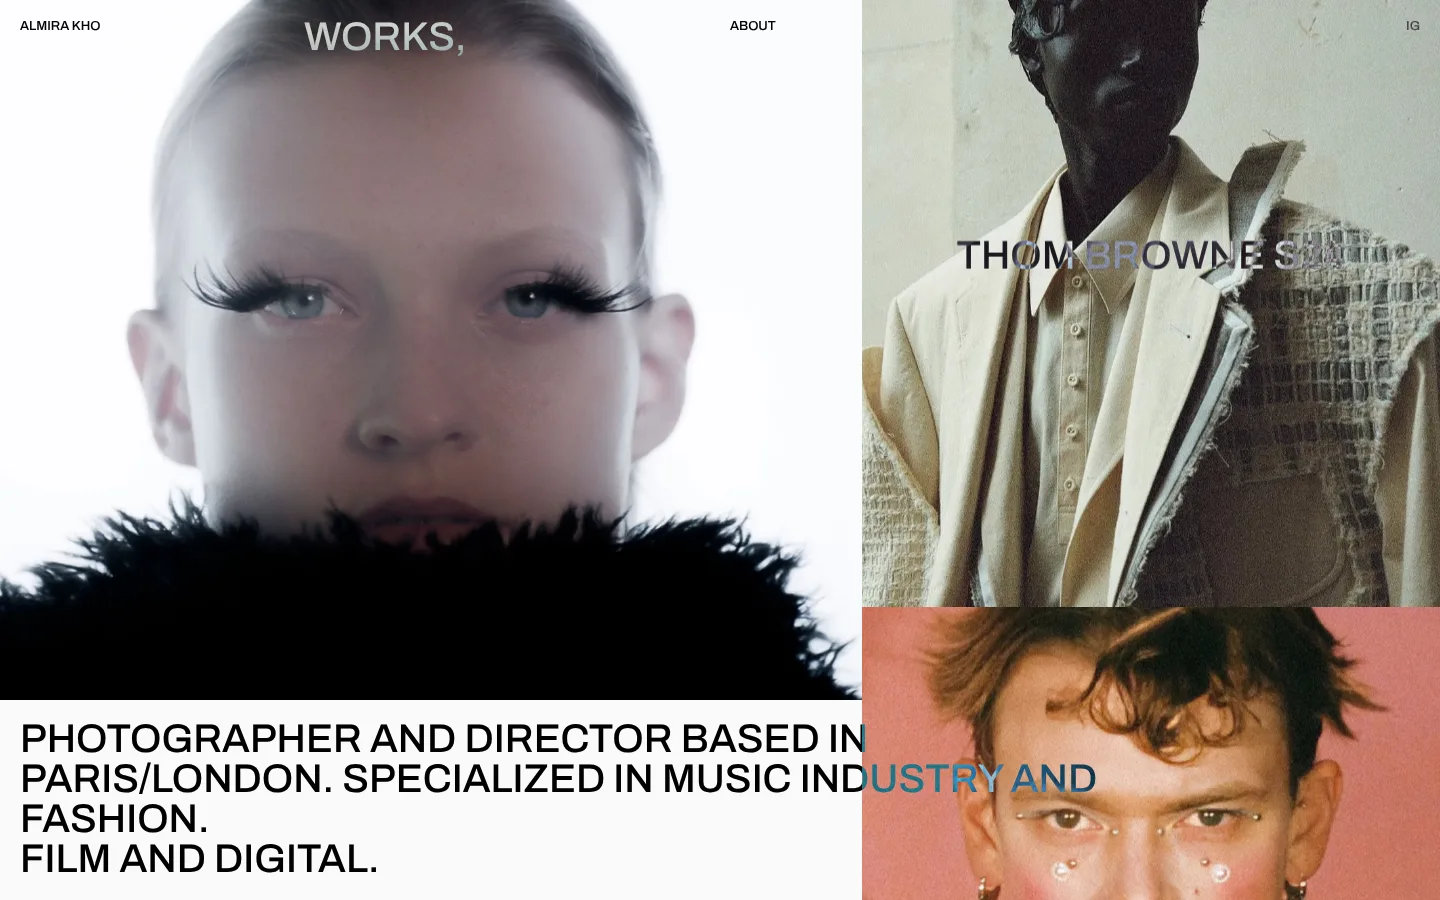 ALMIRA KHO
WORKS,
ABOUT
IG
THOM BROWNE
PHOTOGRAPHER AND DIRECTOR BASED IN
PARIS/LONDON. SPECIALIZED IN MUSIC INDUSTRY AND
FASHION.
FILM AND DIGITAL.